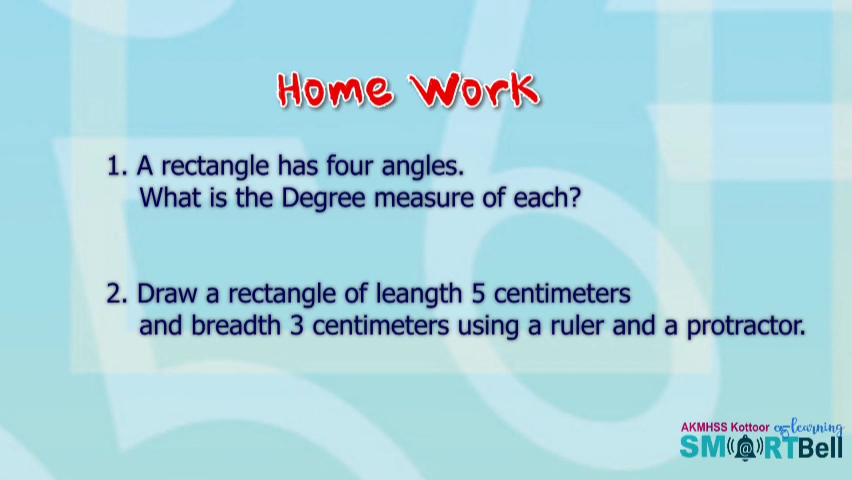 Home Work
1. A rectangle has four angles.
What is the Degree measure of each?
2. Draw a rectangle of leangth 5 centimeters
and breadth 3 centimeters using a ruler and a protractor.
AKMHSS Kottoor e-learning
SM@RTBell